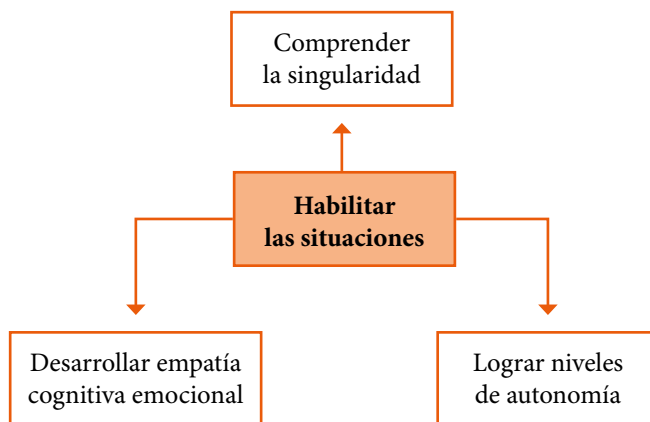 Comprender
la singularidad
Habilitar
las situaciones
Desarrollar empatía
cognitiva emocional
Lograr niveles
de autonomía